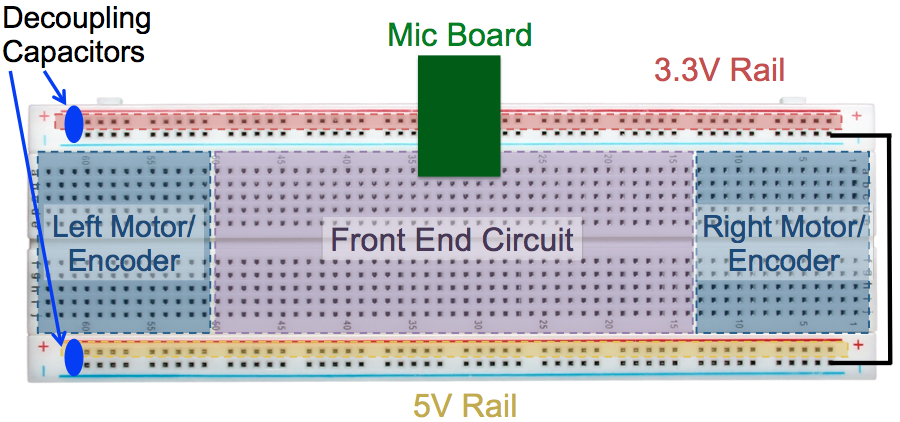 Decoupling
Capacitors
Mic Board
3.3V Rail
+ +
- -
60 55 50 45 40 30 25 20 15 10 5 1
Left Motor/
Encoder
Front End Circuit
Right Motor/
Encoder
60 55 50 45 40 35 30 25 20 15 10 5 1
+ +
- -
5V Rail